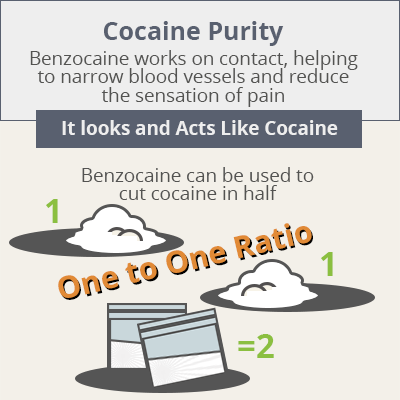 Cocaine Purity
Benzocaine works on contact, helping
to narrow blood vessels and reduce
the sensation of pain
It looks and Acts Like Cocaine
Benzocaine can be used to
cut cocaine in half
1
One to One Ratio
1
=2